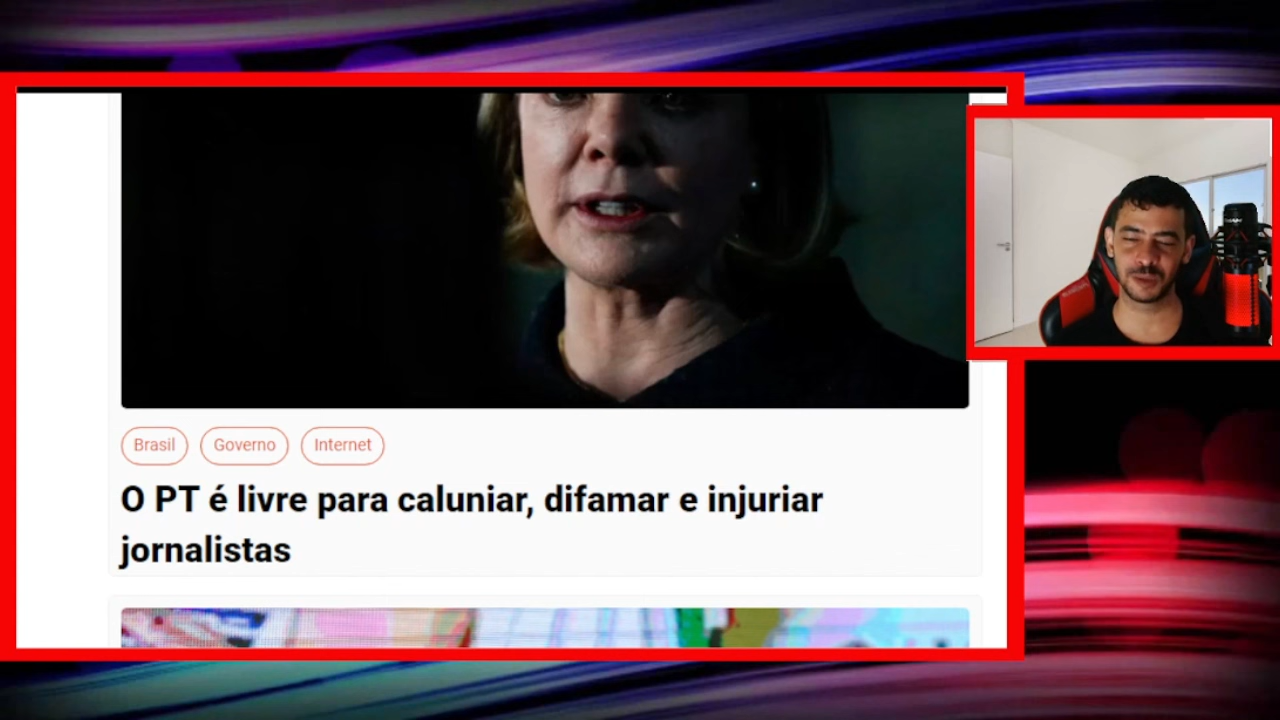 Brasil
Governo
Internet
O PT é livre para caluniar, difamar e injuriar
jornalistas